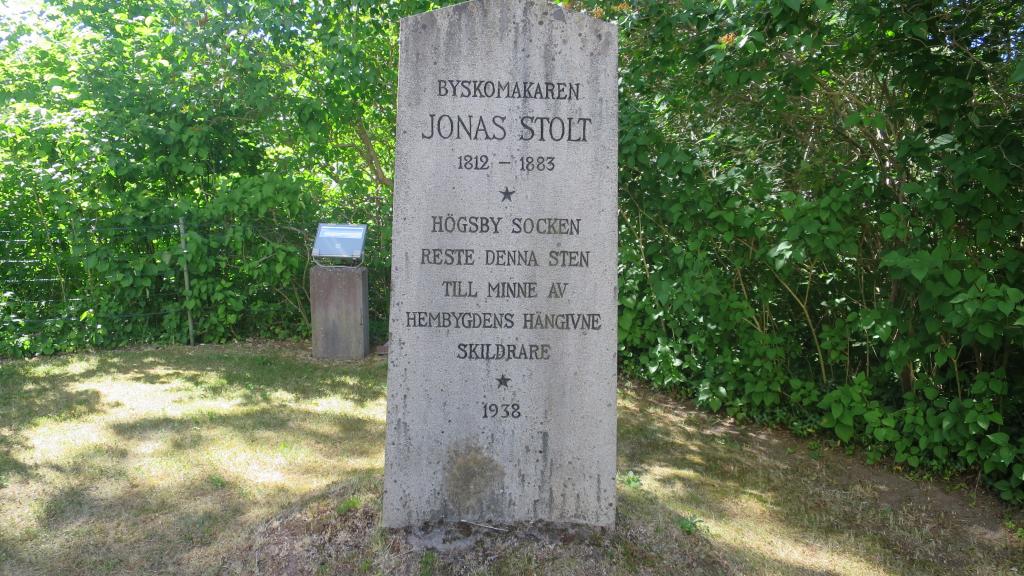 BYSKOMAKAREN
JONAS STOLT
1812 – 1883
★
HÖGSBY SOCKEN
RESTE DENNA STEN
TILL MINNE AV
HEMBYGDENS HÄNGIVNE
SKILDRARE
★
1938